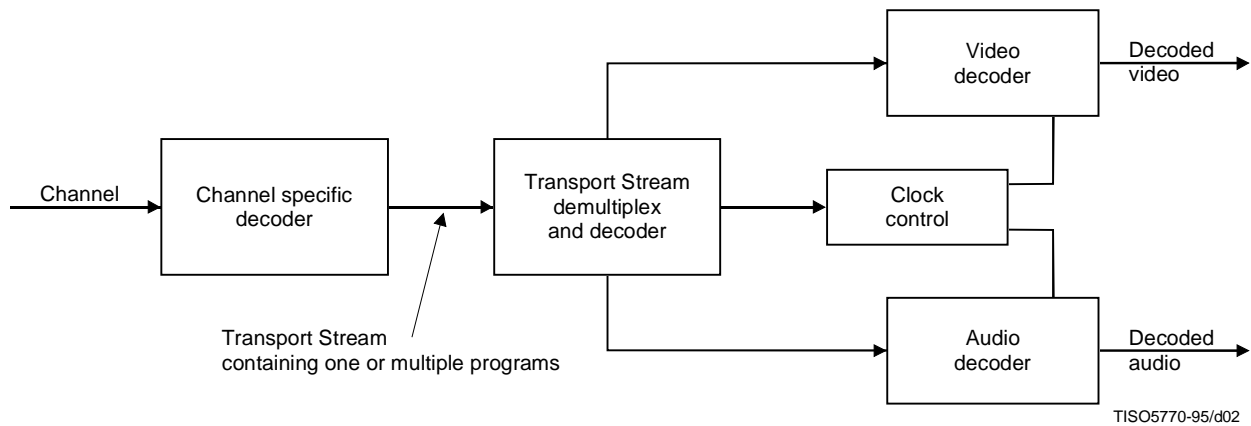 Channel
Channel specific
decoder
Transport Stream
containing one or multiple programs
Transport Stream
demultiplex
and decoder
Clock
control
Video
decoder
Decoded
video
Audio
decoder
Decoded
audio
TISO5770-95/d02